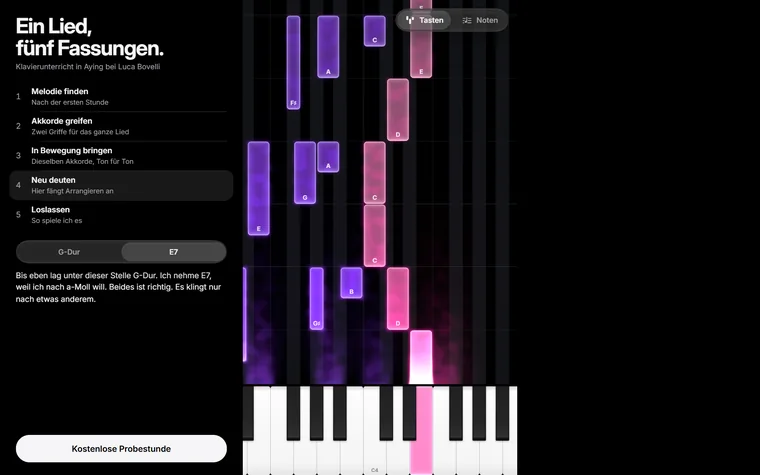 Ein Lied,
fünf Fassungen.
Klavierunterricht in Aying bei Luca Bovelli
1 Melodie finden
Nach der ersten Stunde
2 Akkorde greifen
Zwei Griffe für das ganze Lied
3 In Bewegung bringen
Dieselben Akkorde, Ton für Ton
4 Neu deuten
Hier fängt Arrangieren an
5 Loslassen
So spiele ich es
G-Dur E7
Bis eben lag unter dieser Stelle G-Dur. Ich nehme E7,
weil ich nach a-Moll will. Beides ist richtig. Es klingt nur
nach etwas anderem.
Kostenlose Probestunde
Tasten Noten
C
A E
F#
D
A
G C
E
C
B
G# D
C4